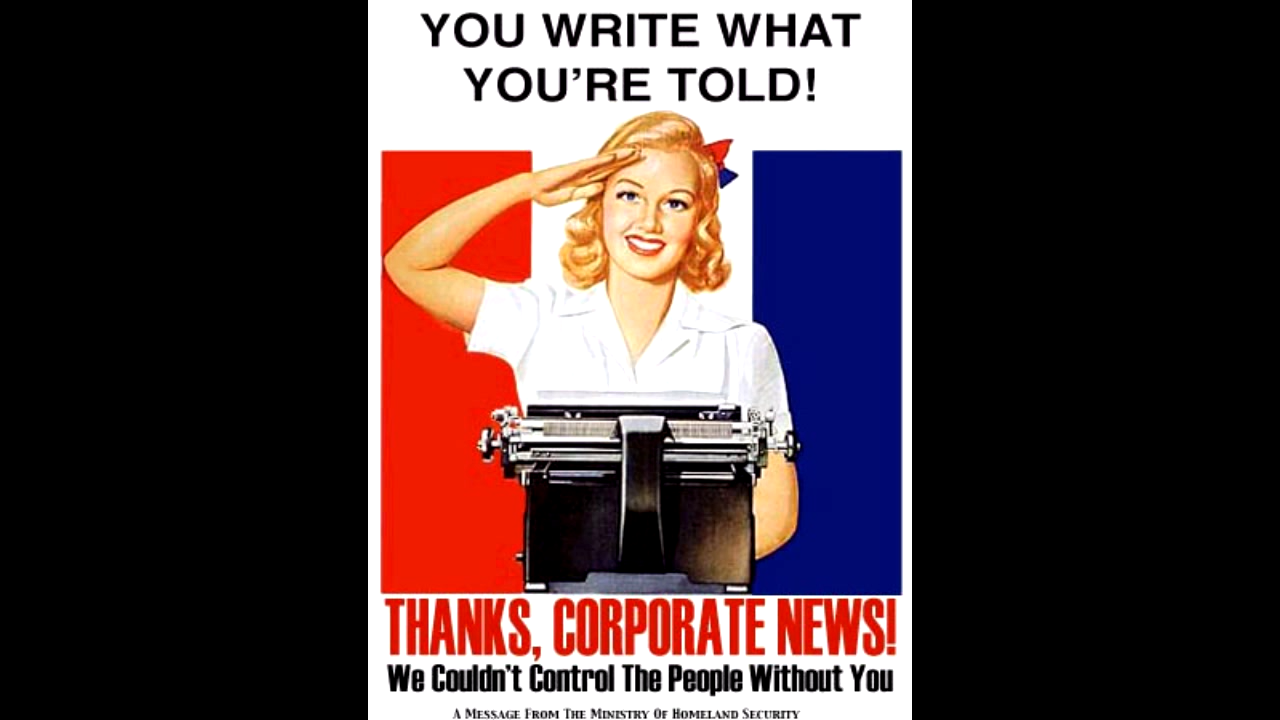 YOU WRITE WHAT
YOU'RE TOLD!
THANKS, CORPORATE NEWS!
We Couldn't Control The People Without You
A Message From The Ministry Of Homeland Security